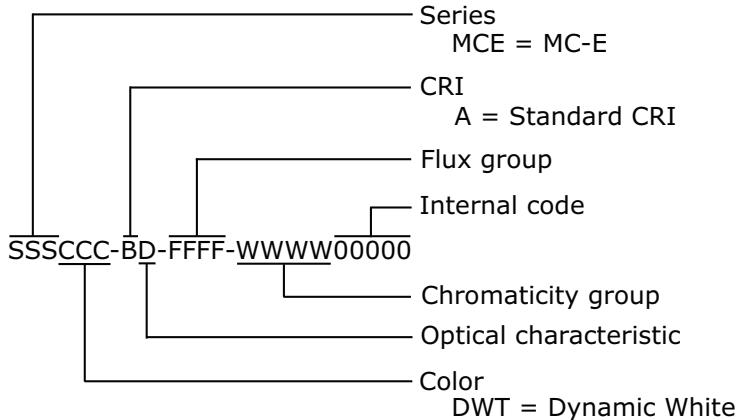 Series
MCE = MC-E
CRI
A = Standard CRI
Flux group
Internal code
SSSCCC-BD-FFFF-WWWW00000
Chromaticity group
Optical characteristic
Color
DWT = Dynamic White